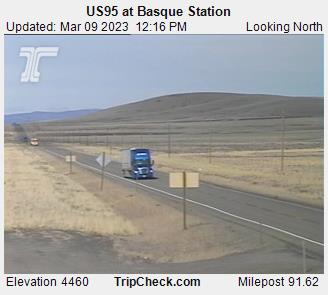 US95 at Basque Station
Updated: Mar 09 2023 12:16 PM Looking North
Elevation 4460 TripCheck.com Milepost 91.62